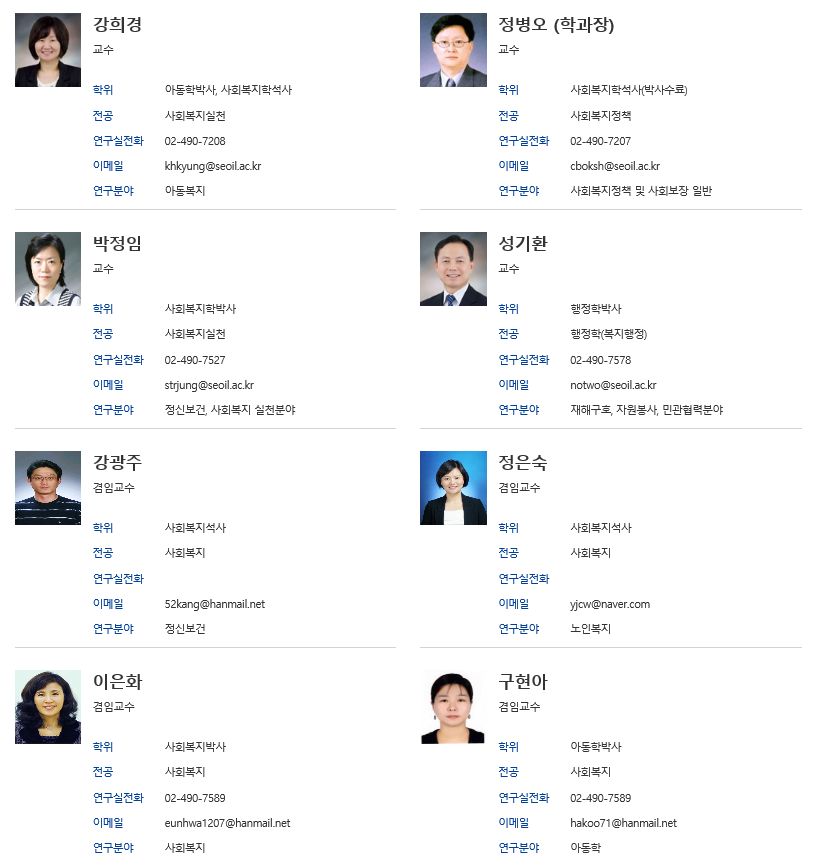 강희경
교수
학위 아동학박사, 사회복지학석사
전공 사회복지실천
연구실전화 02-490-7208
이메일 khkyung@seoil.ac.kr
연구분야 아동복지
정병오 (학과장)
교수
학위 사회복지학석사(박사수료)
전공 사회복지정책
연구실전화 02-490-7207
이메일 cboksh@seoil.ac.kr
연구분야 사회복지정책 및 사회보장 일반
박정임
교수
학위 사회복지학박사
전공 사회복지실천
연구실전화 02-490-7527
이메일 strjung@seoil.ac.kr
연구분야 정신보건, 사회복지 실천분야
성기환
교수
학위 행정학박사
전공 행정학(복지행정)
연구실전화 02-490-7578
이메일 notwo@seoil.ac.kr
연구분야 재해구호, 자원봉사, 민관협력분야
강광주
겸임교수
학위 사회복지석사
전공 사회복지
연구실전화
이메일 52kang@hanmail.net
연구분야 정신보건
정은숙
겸임교수
학위 사회복지석사
전공 사회복지
연구실전화
이메일 yjcw@naver.com
연구분야 노인복지
이은화
겸임교수
학위 사회복지박사
전공 사회복지
연구실전화 02-490-7589
이메일 eunhwa1207@hanmail.net
연구분야 사회복지
구현아
겸임교수
학위 아동학박사
전공 사회복지
연구실전화 02-490-7589
이메일 hakoo71@hanmail.net
연구분야 아동학